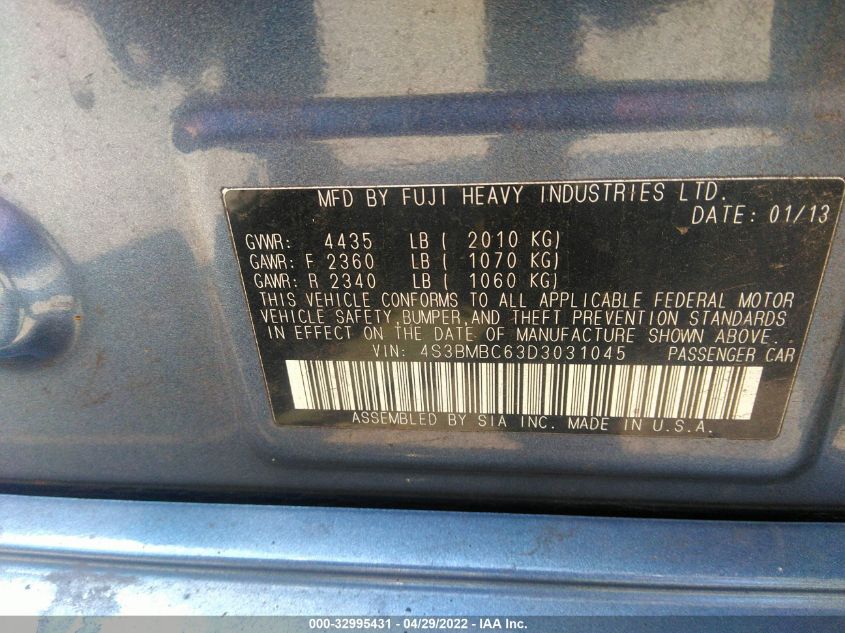 MFD BY FUJI HEAVY INDUSTRIES LTD.
DATE: 01/13
GVWR: 4435 LB ( 2010 KG)
GAWR: F 2360 LB ( 1070 KG)
GAWR: R 2340 LB ( 1060 KG)
THIS VEHICLE CONFORMS TO ALL APPLICABLE FEDERAL MOTOR
VEHICLE SAFETY,BUMPER,AND THEFT PREVENTION STANDARDS
IN EFFECT ON THE DATE OF MANUFACTURE SHOWN ABOVE.
VIN: 4S3BMBC63D3031045 PASSENGER CAR
ASSEMBLED BY SIA INC. MADE IN U.S.A.
000-32995431 - 04/29/2022 - IAA Inc.